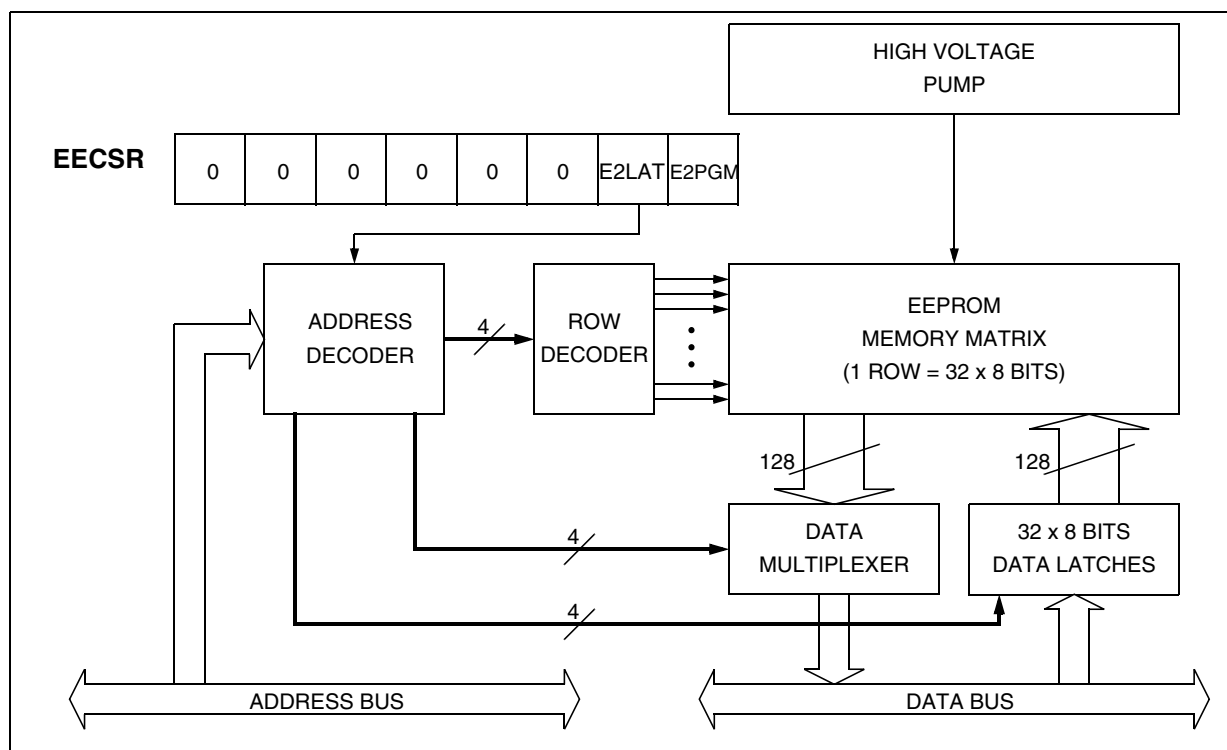 HIGH VOLTAGE
PUMP
EECSR
0 0 0 0 0 0 E2LAT E2PGM
ADDRESS
DECODER
4
ROW
DECODER
EEPROM
MEMORY MATRIX
(1 ROW = 32 x 8 BITS)
128
128
4
DATA
MULTIPLEXER
32 x 8 BITS
DATA LATCHES
4
ADDRESS BUS
DATA BUS